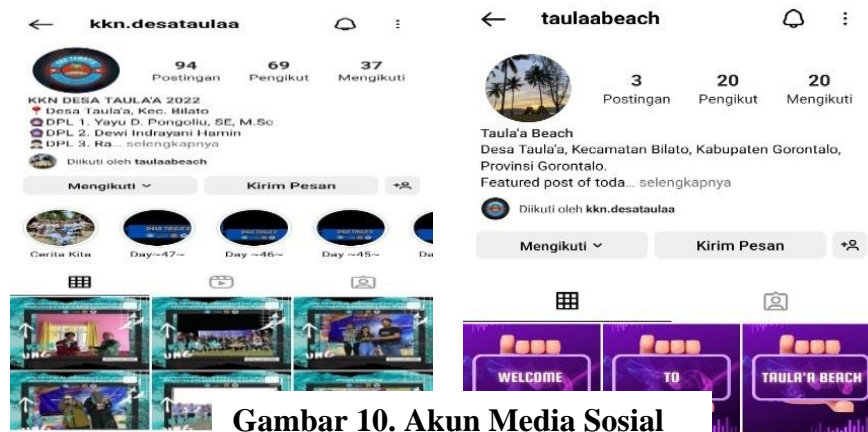 kkn.desataulaa
94 69 37
Postingan Pengikut Mengikuti
KKN DESA TAULA'A 2022
Desa Taula'a, Kec. Bilato
DPL 1. Yayu D. Pongoliu, SE, M.Sc
DPL 2. Dewi Indrayani Hamin
DPL 3. Ra... selengkapnya
Diikuti oleh taulaabeach
Mengikuti Kirim Pesan
Cerita Kita Day~47~ Day ~46~ Day ~45~ Da
UNG
taulaabeach
3 20 20
Postingan Pengikut Mengikuti
Taula'a Beach
Desa Taula'a, Kecamatan Bilato, Kabupaten Gorontalo,
Provinsi Gorontalo.
Featured post of toda... selengkapnya
Diikuti oleh kkn.desataulaa
Mengikuti Kirim Pesan
WELCOME TO TAULA'A BEACH
Gambar 10. Akun Media Sosial